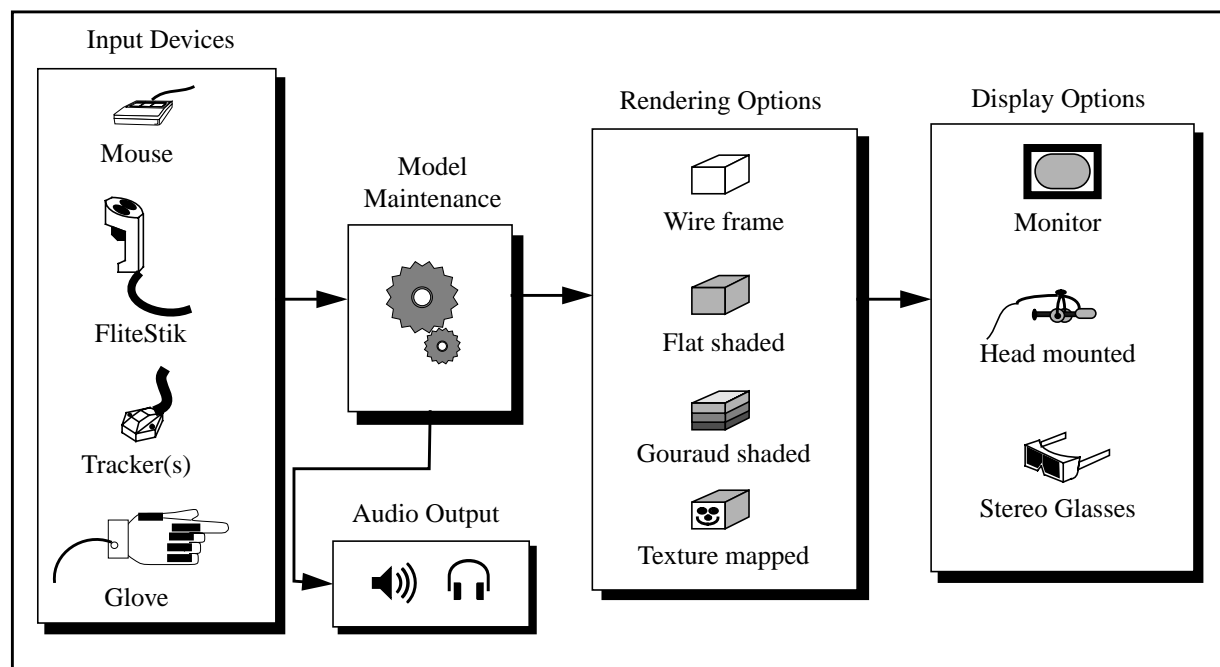 Input Devices
Mouse
FliteStik
Tracker(s)
Glove
Model
Maintenance
Audio Output
Rendering Options
Wire frame
Flat shaded
Gouraud shaded
Texture mapped
Display Options
Monitor
Head mounted
Stereo Glasses